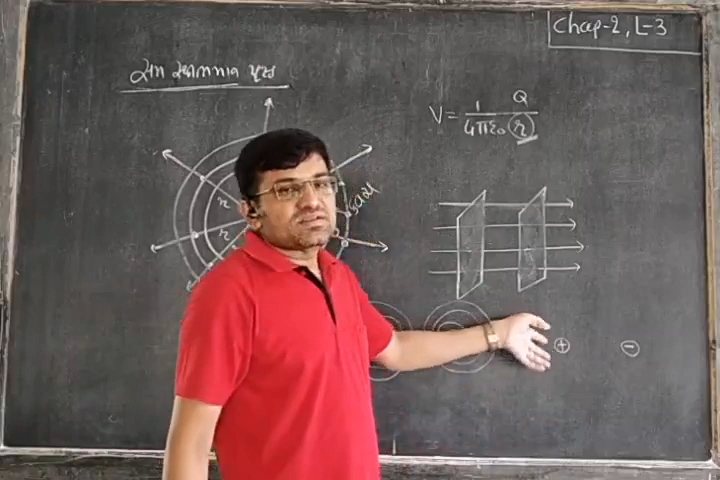 Chap-2, L-3
સમ સ્થિતિમાન પૃષ્ઠ
V = 1 Q / 4πε₀ r
r
r
+ -